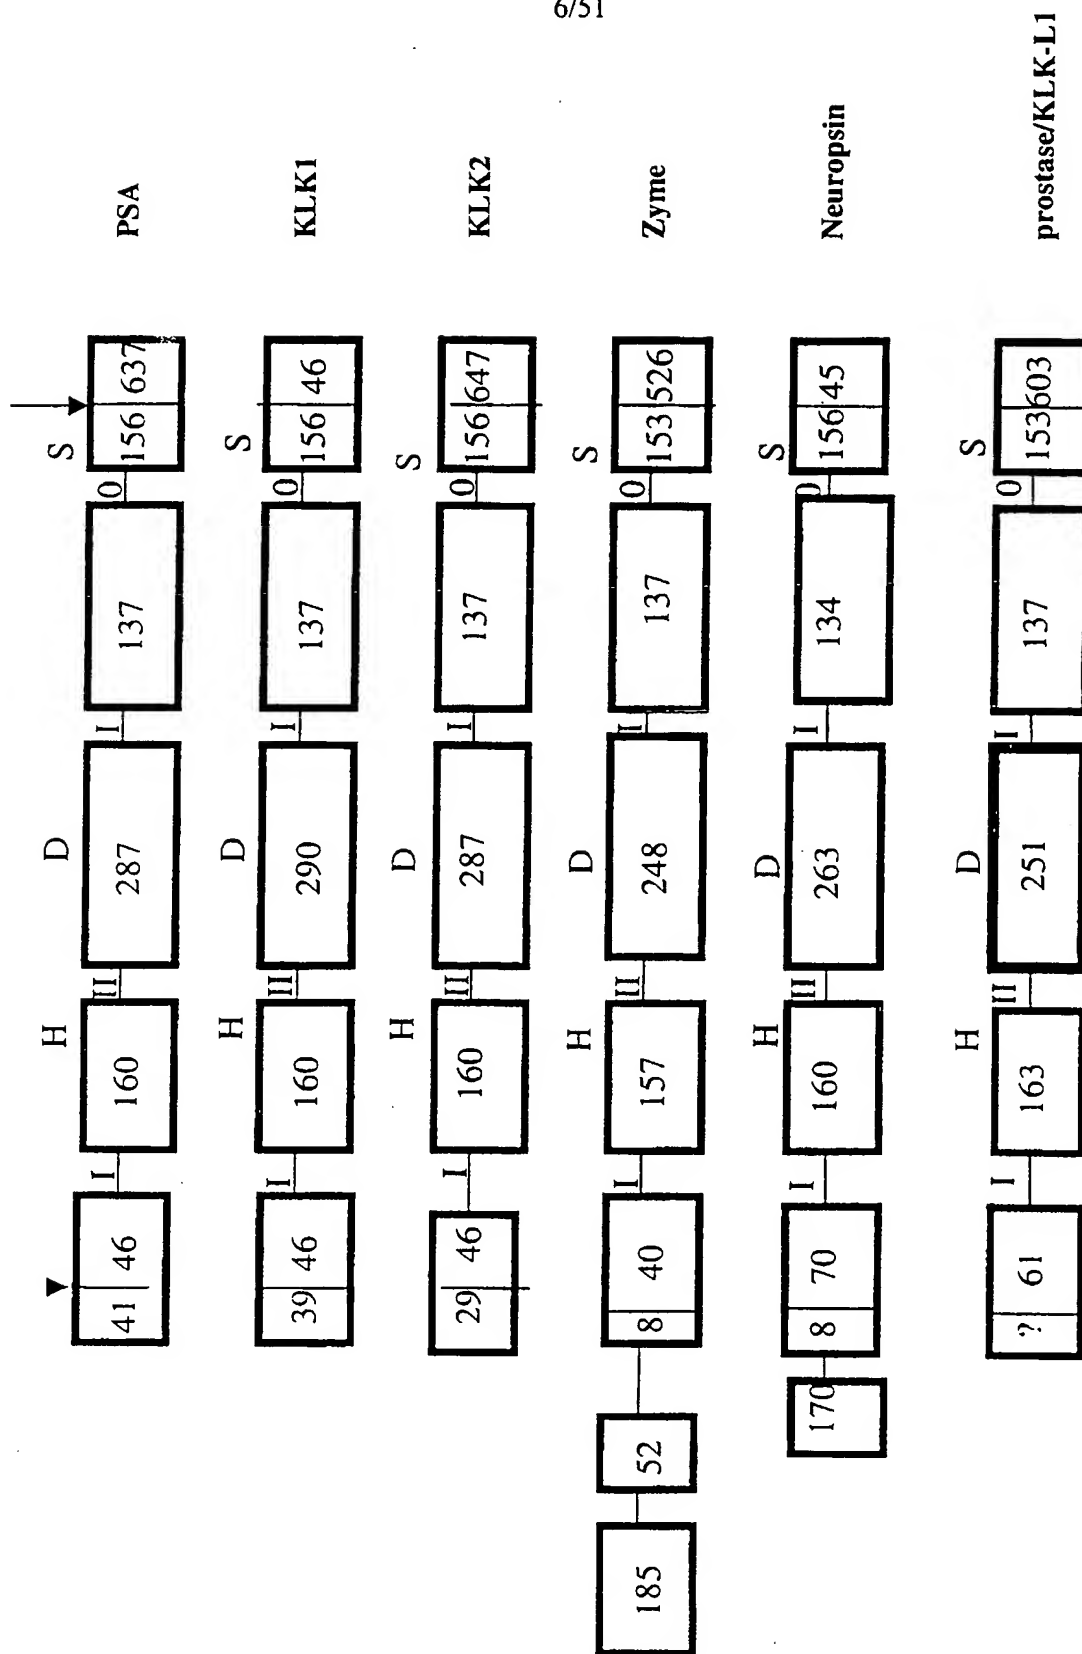 6/51
H D S
41 46 I 160 II 287 I 137 0 156 637 PSA
H D S
39 46 I 160 II 290 I 137 0 156 46 KLK1
H D S
29 46 I 160 II 287 I 137 0 156 647 KLK2
H D S
185 52 8 40 I 157 II 248 I 137 0 153 526 Zyme
H D S
170 8 70 I 160 II 263 I 134 0 156 45 Neuropsin
H D S
? 61 I 163 II 251 I 137 0 153 603 prostase/KLK-L1